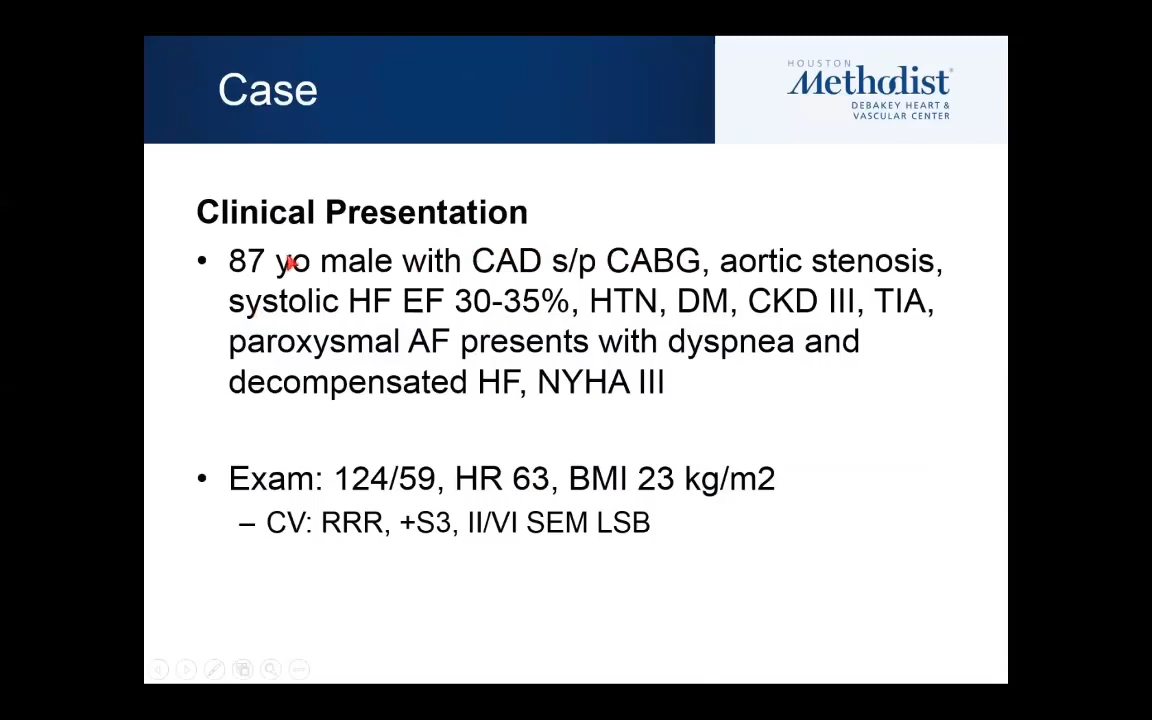 Case
HOUSTON
Methodist
DEBAKEY HEART &
VASCULAR CENTER
Clinical Presentation
• 87 yo male with CAD s/p CABG, aortic stenosis,
systolic HF EF 30-35%, HTN, DM, CKD III, TIA,
paroxysmal AF presents with dyspnea and
decompensated HF, NYHA III
• Exam: 124/59, HR 63, BMI 23 kg/m2
– CV: RRR, +S3, II/VI SEM LSB